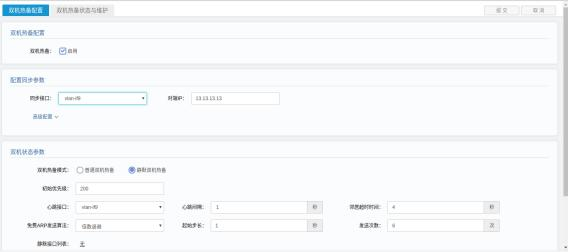 双机热备配置 双机热备状态与维护 提 交 取 消
双机热备配置
双机热备： 启用
配置同步参数
同步接口： vlan-if9 对端IP： 13.13.13.13
高级配置
双机状态参数
双机热备模式： 普通双机热备 静默双机热备
初始优先级： 200
心跳接口： vlan-if9 心跳间隔： 1 秒 邻居超时时间： 4 秒
免费ARP发送算法： 倍数递增 起始步长： 1 秒 发送次数： 6 次
静默接口列表： 无